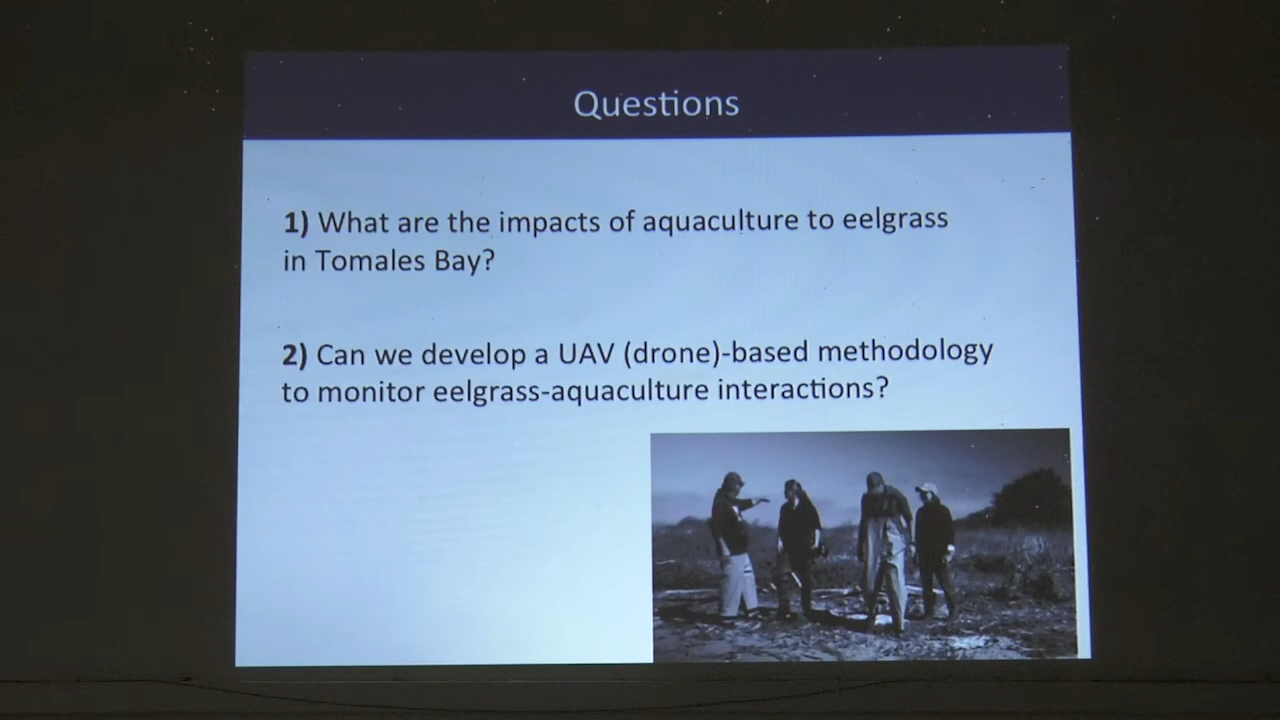 Questions
1) What are the impacts of aquaculture to eelgrass
in Tomales Bay?
2) Can we develop a UAV (drone)-based methodology
to monitor eelgrass-aquaculture interactions?